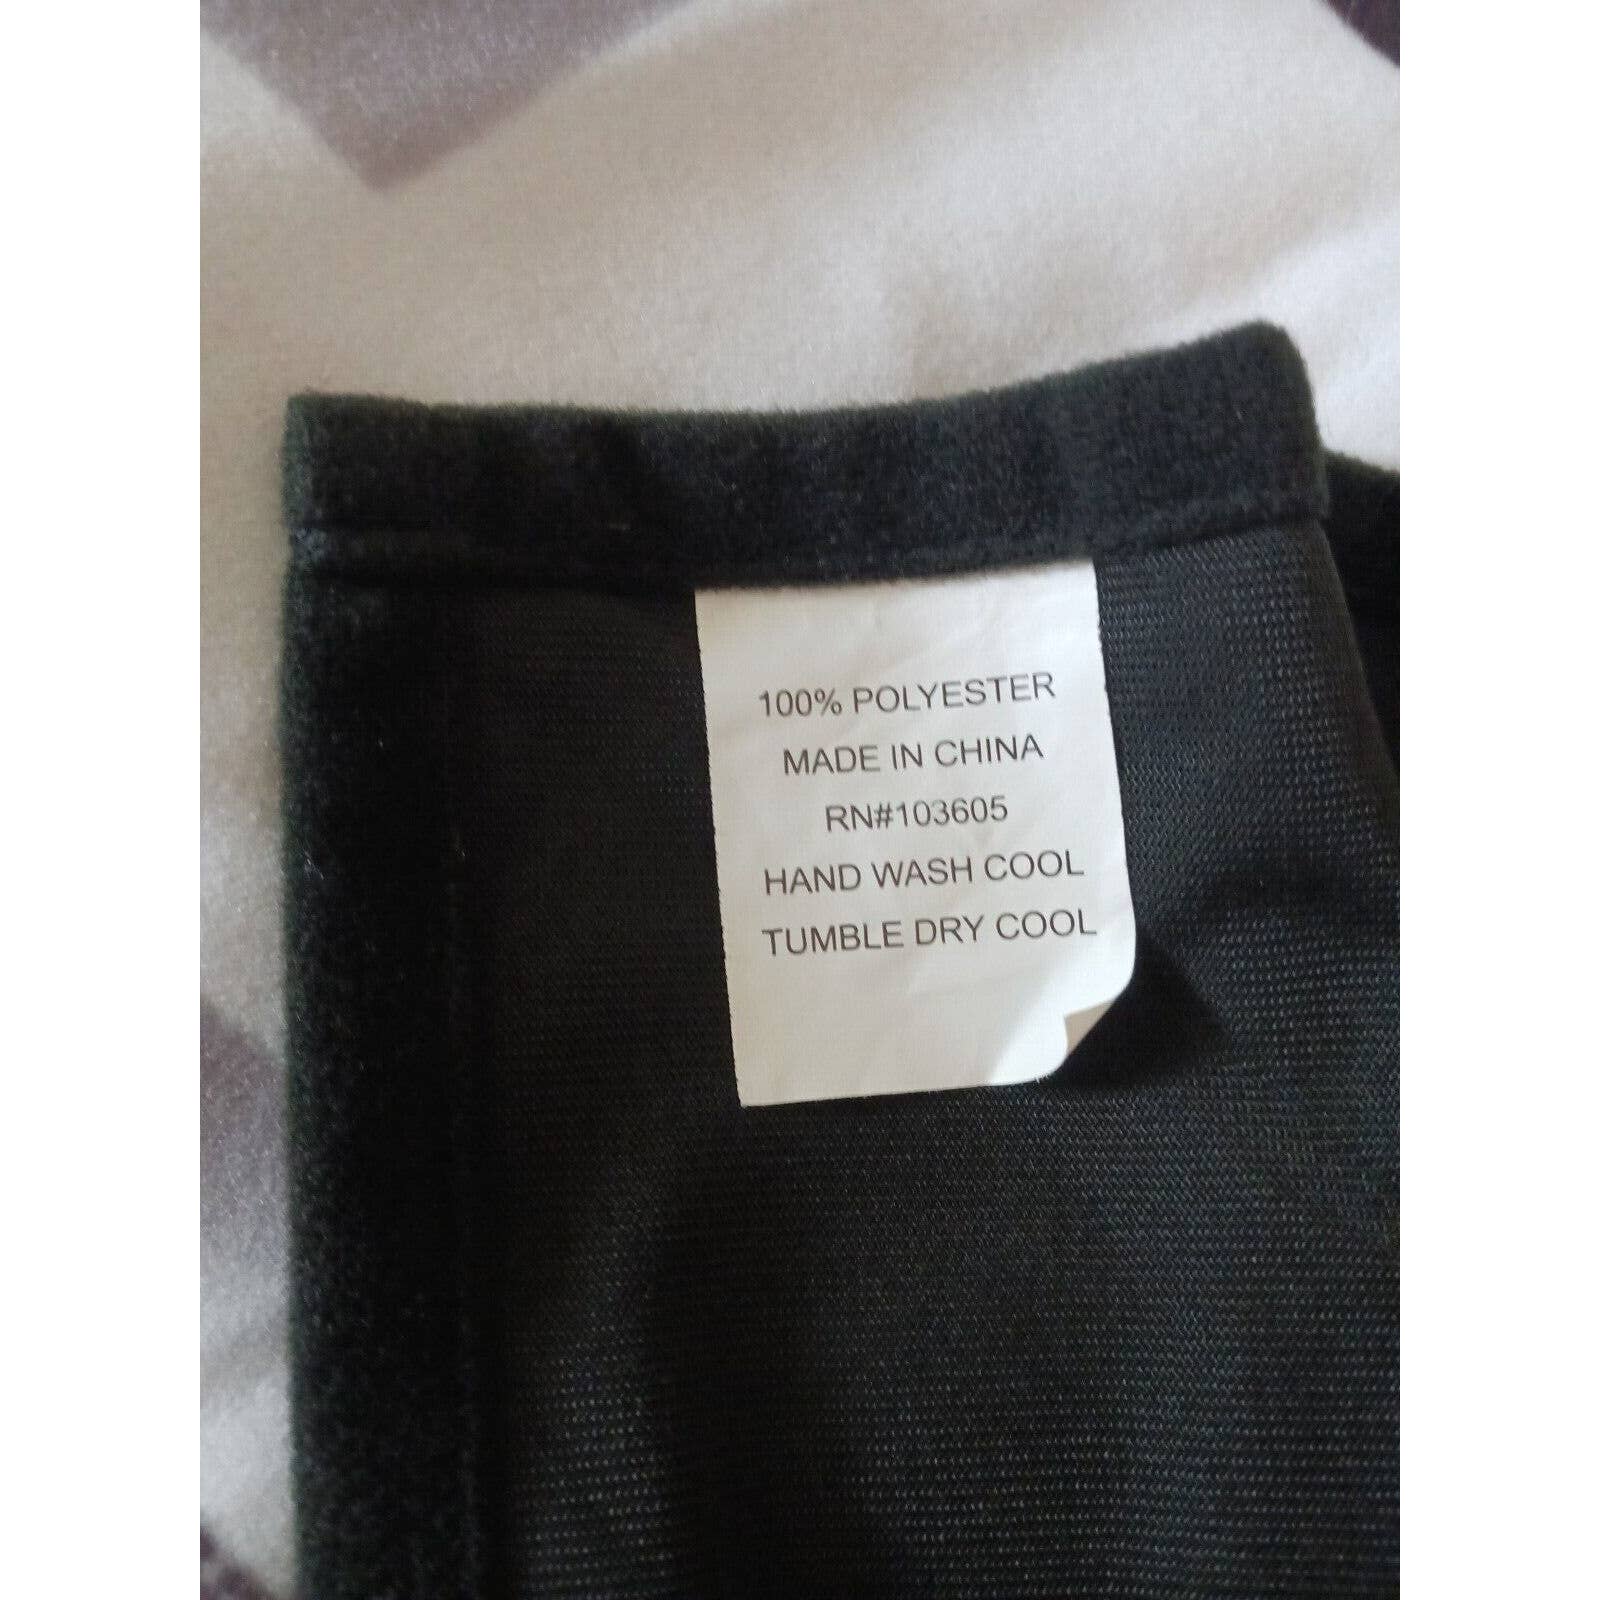 100% POLYESTER
MADE IN CHINA
RN#103605
HAND WASH COOL
TUMBLE DRY COOL